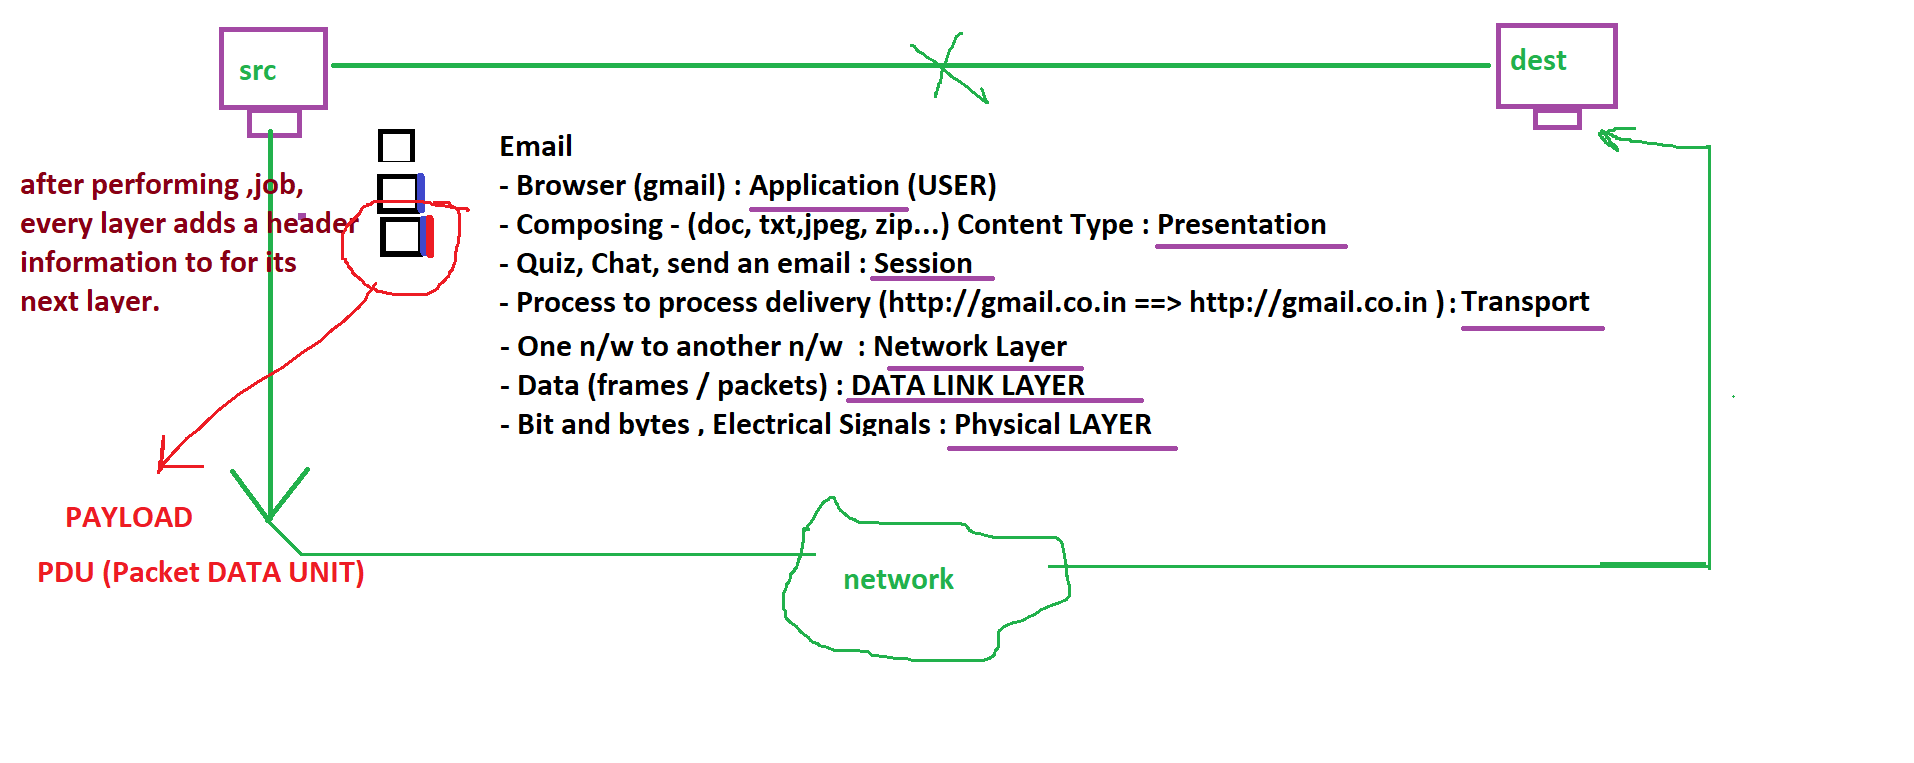 src
dest
Email
- Browser (gmail) : Application (USER)
- Composing - (doc, txt,jpeg, zip...) Content Type : Presentation
- Quiz, Chat, send an email : Session
- Process to process delivery (http://gmail.co.in ==> http://gmail.co.in ) : Transport
- One n/w to another n/w : Network Layer
- Data (frames / packets) : DATA LINK LAYER
- Bit and bytes , Electrical Signals : Physical LAYER
after performing ,job,
every layer adds a header
information to for its
next layer.
PAYLOAD
PDU (Packet DATA UNIT)
network